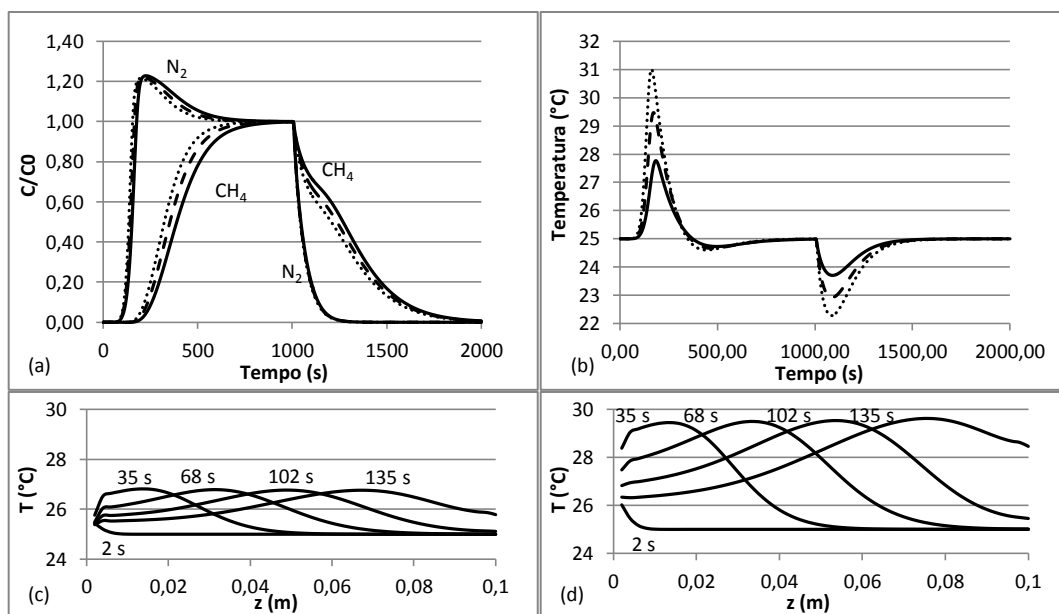 1,40
1,20
1,00
0,80
0,60
0,40
0,20
0,00
C/C0
N2
CH4
CH4
N2
0
500
1000
1500
2000
Tempo (s)
(a)
32
31
30
29
28
27
26
25
24
23
22
Temperatura (°C)
0,00
500,00
1000,00
1500,00
2000,00
Tempo (s)
(b)
30
28
26
24
T (°C)
35 s
68 s
102 s
135 s
2 s
0
0,02
0,04
0,06
0,08
0,1
z (m)
(c)
30
28
26
24
T (°C)
35 s
68 s
102 s
135 s
2 s
0
0,02
0,04
0,06
0,08
0,1
z (m)
(d)